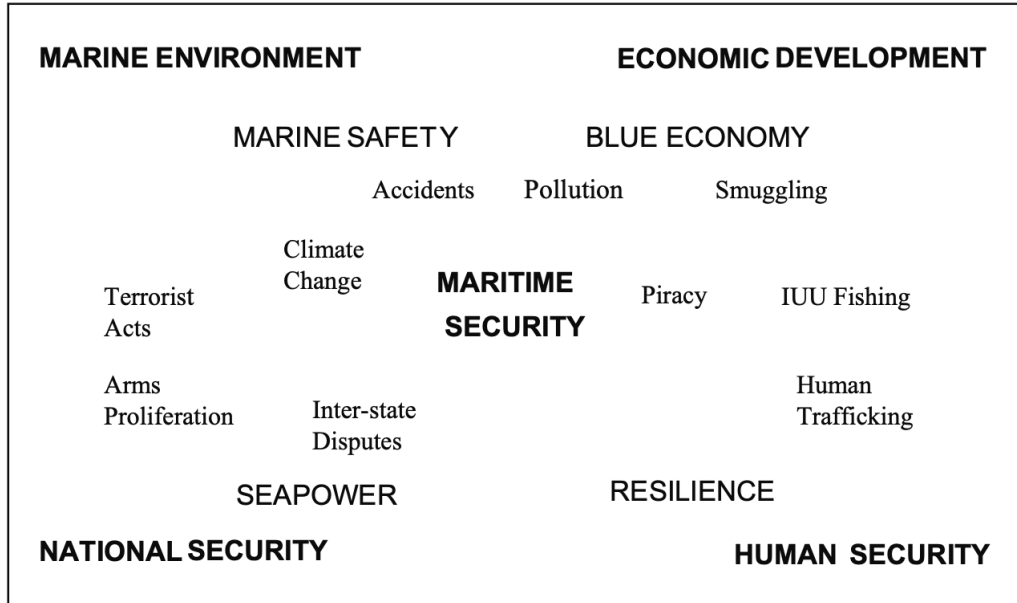 MARINE ENVIRONMENT
ECONOMIC DEVELOPMENT
MARINE SAFETY
BLUE ECONOMY
Accidents
Pollution
Smuggling
Climate
Change
MARITIME
SECURITY
Terrorist
Acts
Piracy
IUU Fishing
Arms
Proliferation
Inter-state
Disputes
Human
Trafficking
SEAPOWER
RESILIENCE
NATIONAL SECURITY
HUMAN SECURITY